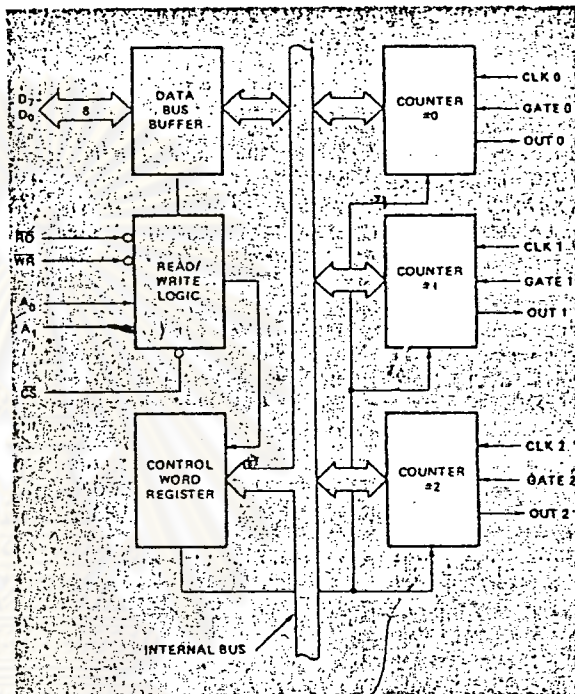 D7-
D0
8
DATA
BUS
BUFFER
RD
WR
A0
A1
CS
READ/
WRITE
LOGIC
CONTROL
WORD
REGISTER
INTERNAL BUS
COUNTER
#0
CLK 0
GATE 0
OUT 0
COUNTER
#1
CLK 1
GATE 1
OUT 1
COUNTER
#2
CLK 2
GATE 2
OUT 2